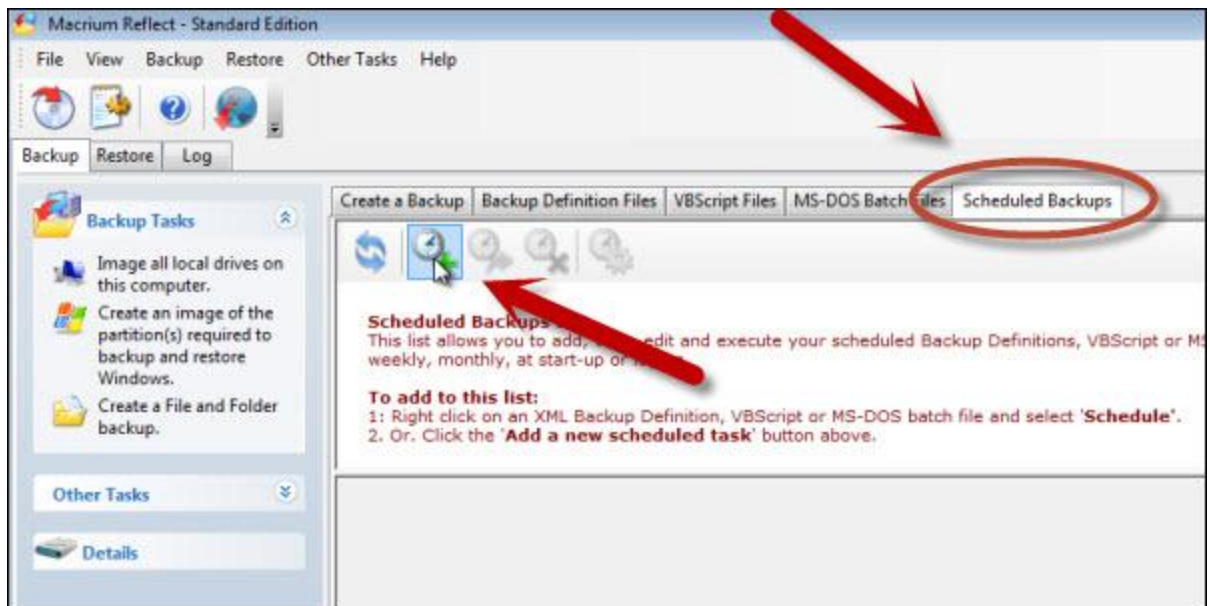 Macrium Reflect - Standard Edition
File View Backup Restore Other Tasks Help
Backup Restore Log
Create a Backup Backup Definition Files VBScript Files MS-DOS Batch Files Scheduled Backups
Backup Tasks
Image all local drives on
this computer.
Create an image of the
partition(s) required to
backup and restore
Windows.
Create a File and Folder
backup.
Other Tasks
Details
Scheduled Backups
This list allows you to add, edit and execute your scheduled Backup Definitions, VBScript or MS
weekly, monthly, at start-up or
To add to this list:
1: Right click on an XML Backup Definition, VBScript or MS-DOS batch file and select 'Schedule'.
2. Or. Click the 'Add a new scheduled task' button above.